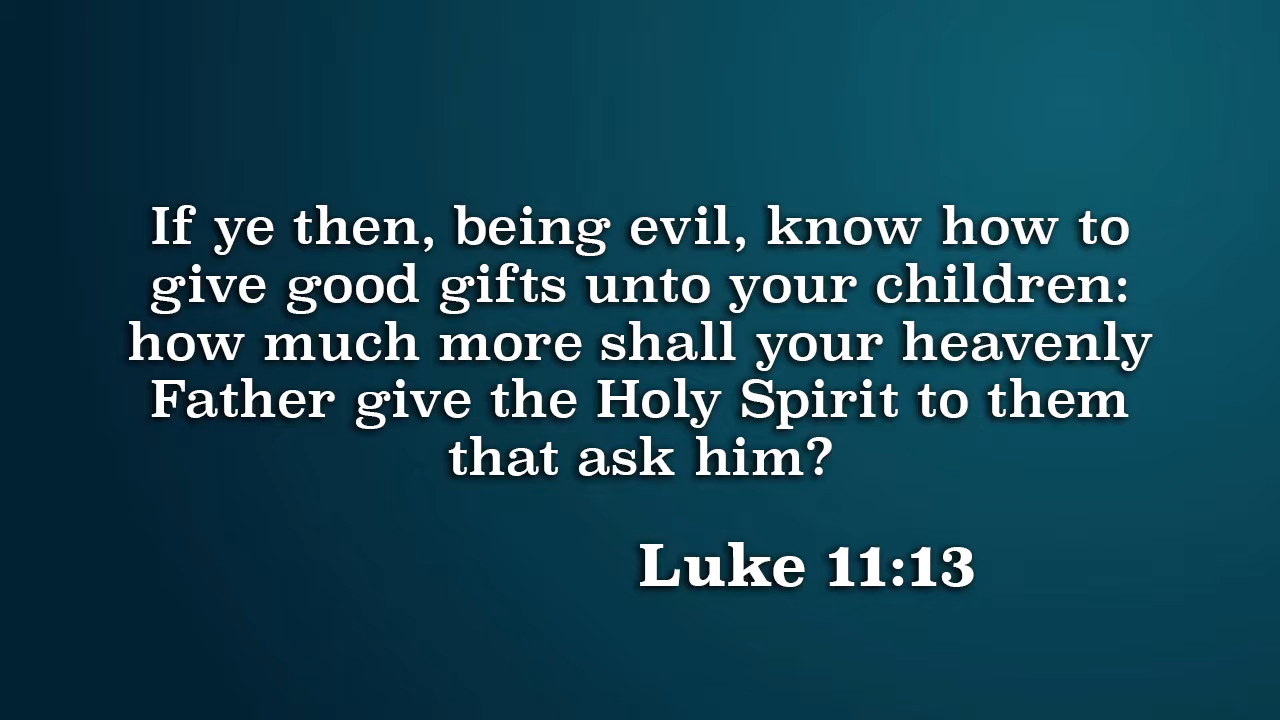 If ye then, being evil, know how to
give good gifts unto your children:
how much more shall your heavenly
Father give the Holy Spirit to them
that ask him?
Luke 11:13